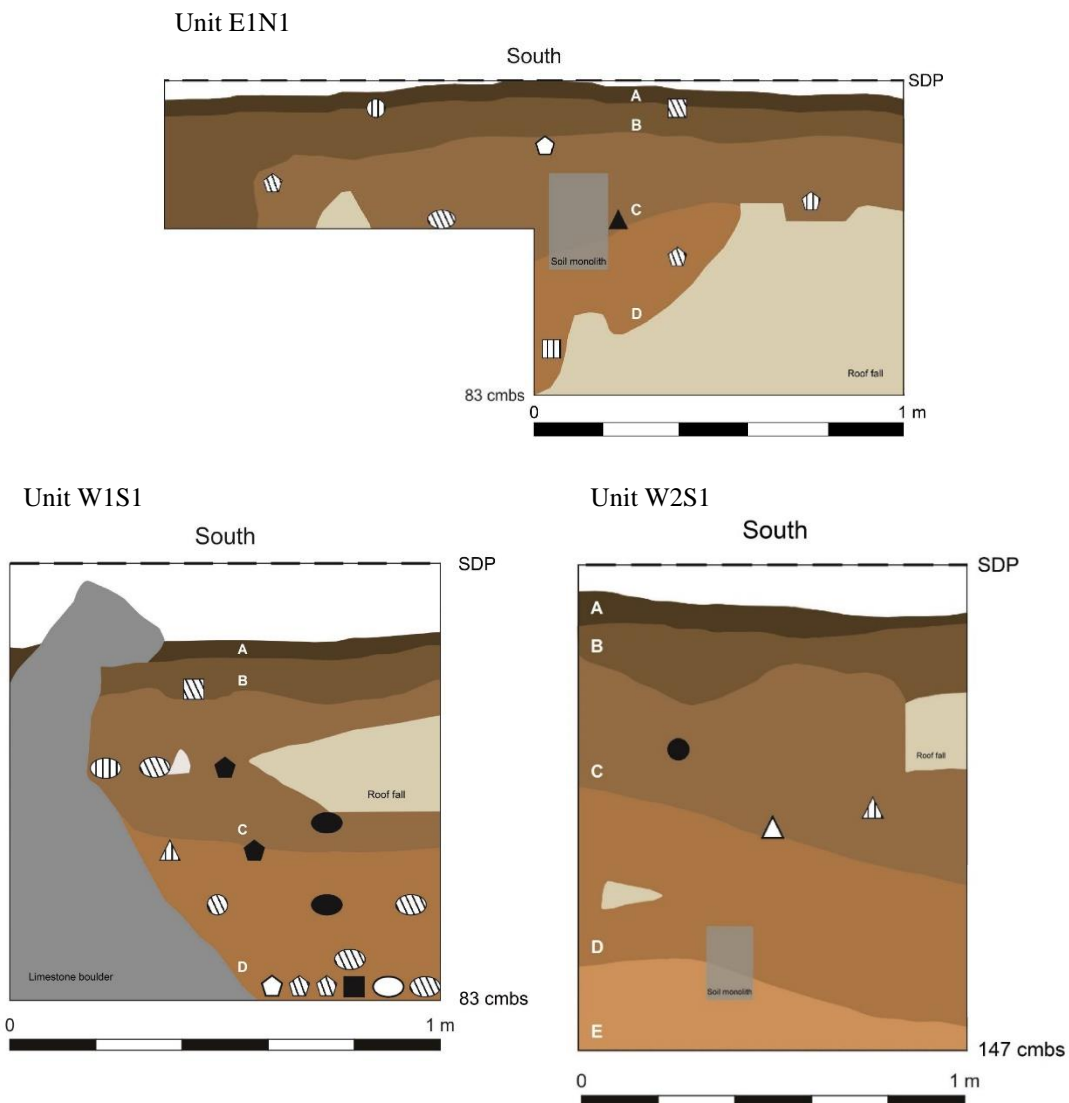 Unit E1N1
South
SDP
A
B
C
Soil monolith
D
Roof fall
83 cmbs
0 1 m
Unit W1S1
South
SDP
A
B
Roof fall
C
D
Limestone boulder
83 cmbs
0 1 m
Unit W2S1
South
SDP
A
B
Roof fall
C
D
Soil monolith
E
147 cmbs
0 1 m